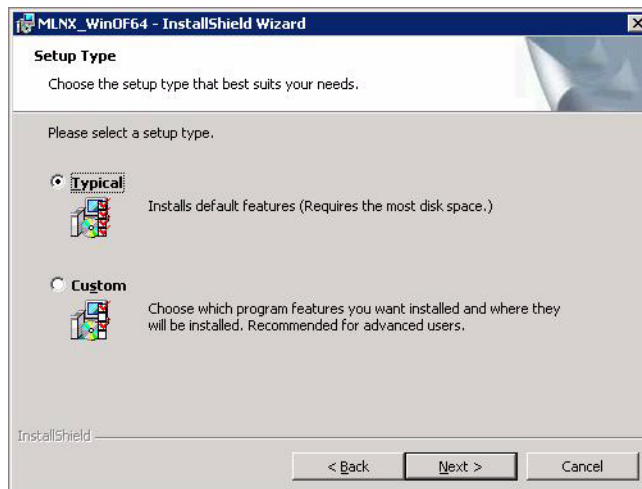 MLNX_WinOF64 - InstallShield Wizard
Setup Type
Choose the setup type that best suits your needs.
Please select a setup type.
Typical
Installs default features (Requires the most disk space.)
Custom
Choose which program features you want installed and where they
will be installed. Recommended for advanced users.
InstallShield
< Back
Next >
Cancel